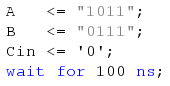 A   <= "1011";
B   <= "0111";
Cin <= '0';
wait for 100 ns;